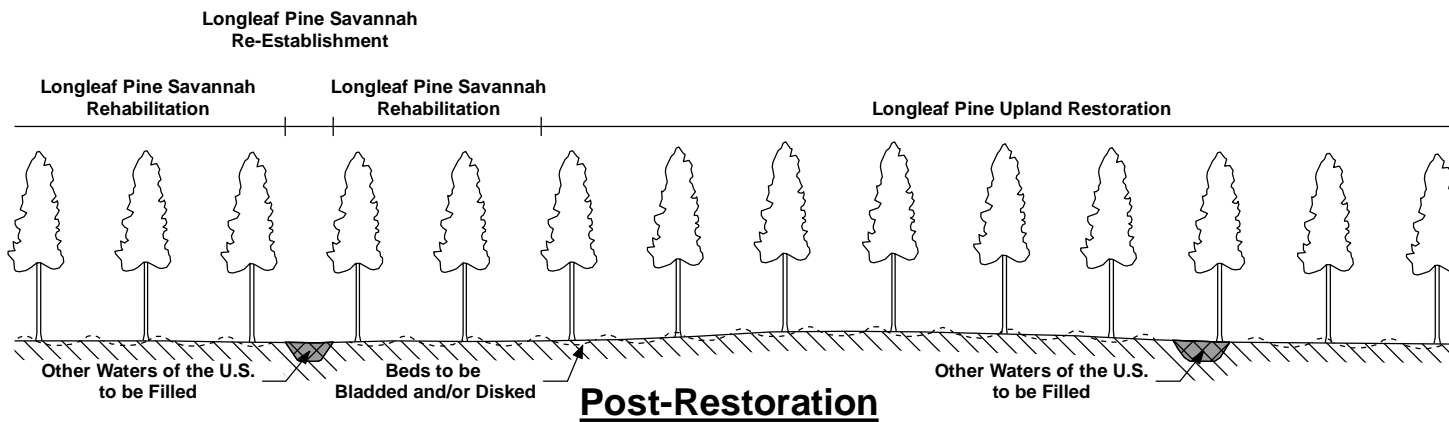 Longleaf Pine Savannah
Re-Establishment
Longleaf Pine Savannah
Rehabilitation
Longleaf Pine Savannah
Rehabilitation
Longleaf Pine Upland Restoration
Other Waters of the U.S.
to be Filled
Beds to be
Bladded and/or Disked
Other Waters of the U.S.
to be Filled
Post-Restoration